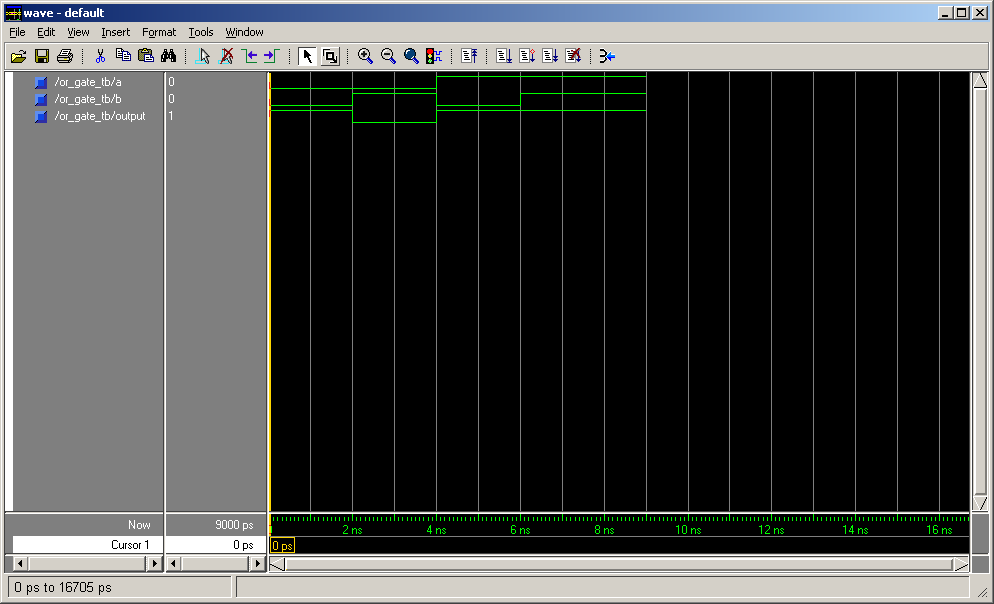 wave - default
File Edit View Insert Format Tools Window
/or_gate_tb/a 0
/or_gate_tb/b 0
/or_gate_tb/output 1
Now 9000 ps
2 ns 4 ns 6 ns 8 ns 10 ns 12 ns 14 ns 16 ns
Cursor 1 0 ps 0 ps
0 ps to 16705 ps